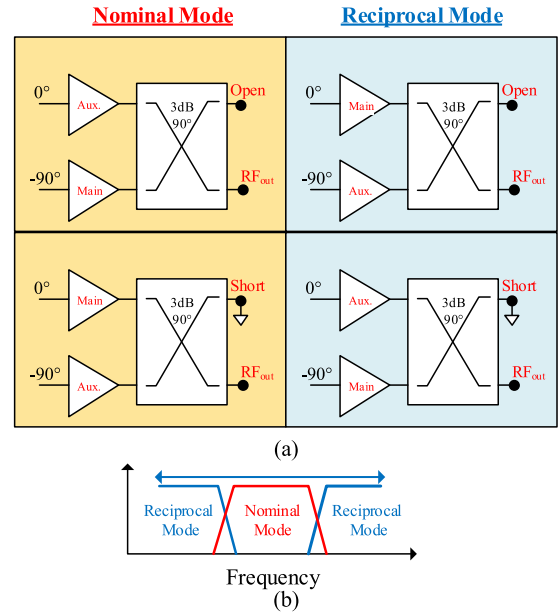 Nominal Mode
Reciprocal Mode
0°
Aux.
3dB
90°
Open
-90°
Main
RFout
0°
Main
3dB
90°
Open
-90°
Aux.
RFout
0°
Main
3dB
90°
Short
-90°
Aux.
RFout
0°
Aux.
3dB
90°
Short
-90°
Main
RFout
(a)
Reciprocal
Mode
Nominal
Mode
Reciprocal
Mode
Frequency
(b)